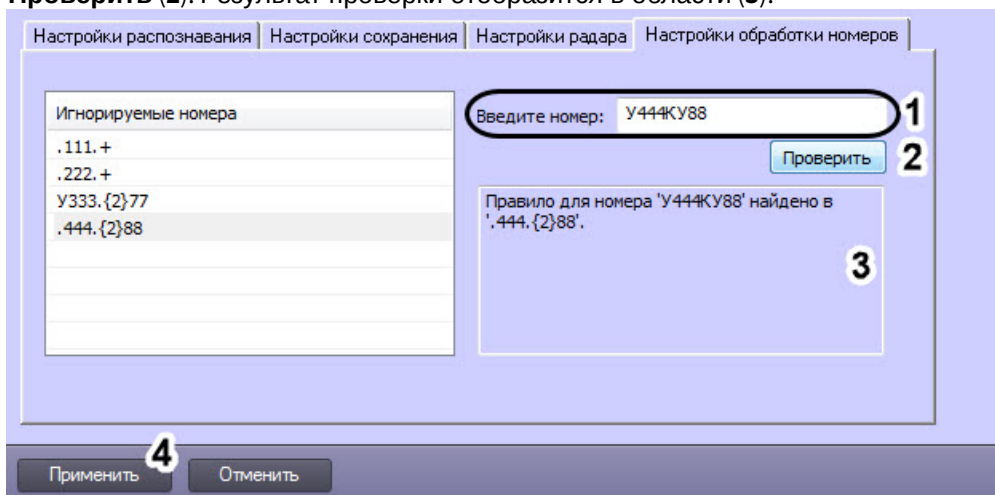 Проверить (2). Результат проверки отобразится в области (3).
Настройки распознавания Настройки сохранения Настройки радара Настройки обработки номеров
Игнорируемые номера
.111.+
.222.+
У333.{2}77
.444.{2}88
Введите номер: У444КУ88 1
Проверить 2
Правило для номера 'У444КУ88' найдено в
'.444.{2}88'.
3
4
Применить Отменить